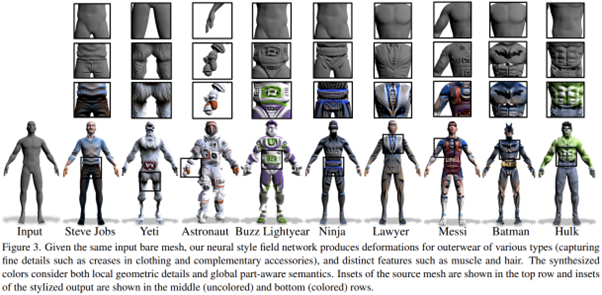 Input Steve Jobs Yeti Astronaut Buzz Lightyear Ninja Lawyer Messi Batman Hulk
Figure 3. Given the same input bare mesh, our neural style field network produces deformations for outerwear of various types (capturing
fine details such as creases in clothing and complementary accessories), and distinct features such as muscle and hair. The synthesized
colors consider both local geometric details and global part-aware semantics. Insets of the source mesh are shown in the top row and insets
of the stylized output are shown in the middle (uncolored) and bottom (colored) rows.